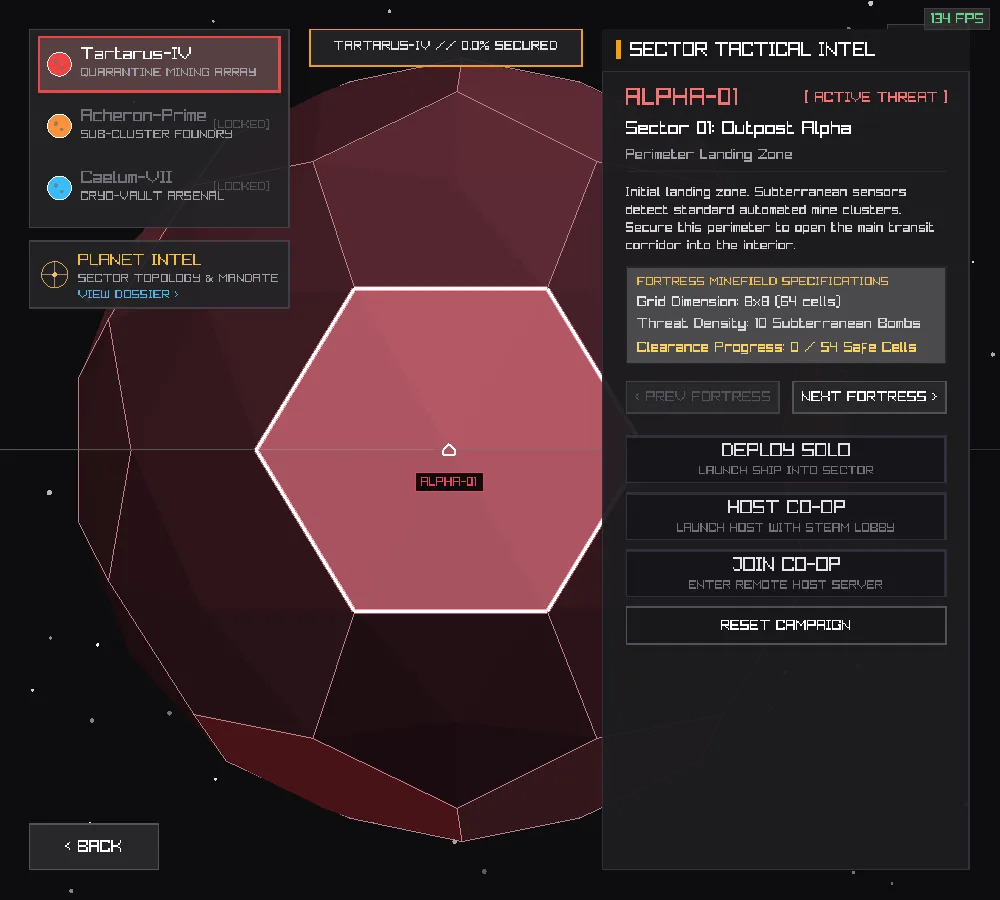 134 FPS
Tartarus-IV
QUARANTINE MINING ARRAY
Acheron-Prime
[LOCKED]
SUB-CLUSTER FOUNDRY
Caelum-VII
[LOCKED]
CRYO-VAULT ARSENAL
PLANET INTEL
SECTOR TOPOLOGY & MANDATE
VIEW DOSSIER >
TARTARUS-IV // 0.0% SECURED
ALPHA-01
SECTOR TACTICAL INTEL
ALPHA-01
[ ACTIVE THREAT ]
Sector 01: Outpost Alpha
Perimeter Landing Zone
Initial landing zone. Subterranean sensors
detect standard automated mine clusters.
Secure this perimeter to open the main transit
corridor into the interior.
FORTRESS MINEFIELD SPECIFICATIONS
Grid Dimension: 8x8 (64 cells)
Threat Density: 10 Subterranean Bombs
Clearance Progress: 0 / 54 Safe Cells
< PREV FORTRESS
NEXT FORTRESS >
DEPLOY SOLO
LAUNCH SHIP INTO SECTOR
HOST CO-OP
LAUNCH HOST WITH STEAM LOBBY
JOIN CO-OP
ENTER REMOTE HOST SERVER
RESET CAMPAIGN
< BACK